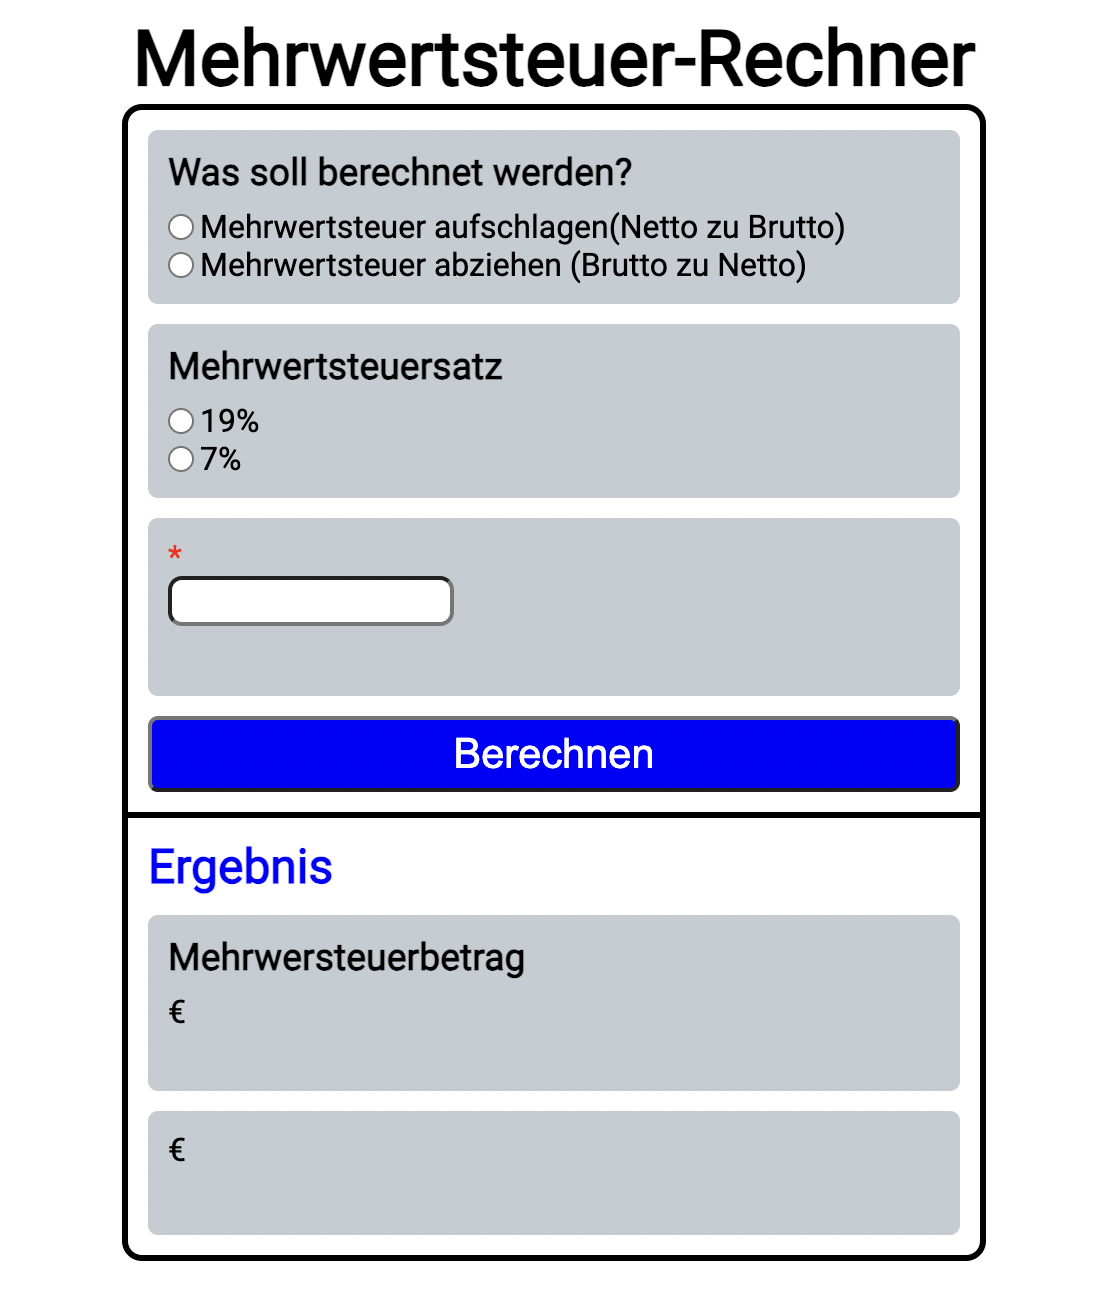 Mehrwertsteuer-Rechner
Was soll berechnet werden?
Mehrwertsteuer aufschlagen(Netto zu Brutto)
Mehrwertsteuer abziehen (Brutto zu Netto)
Mehrwertsteuersatz
19%
7%
*
Berechnen
Ergebnis
Mehrwersteuerbetrag
€
€